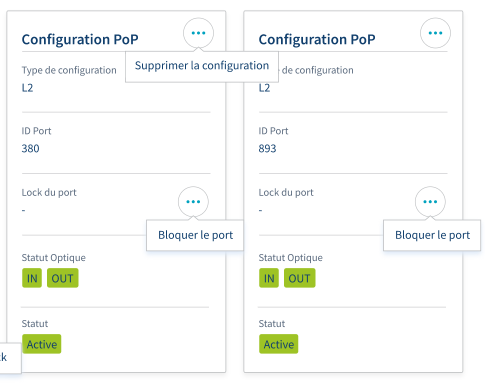 Configuration PoP
Supprimer la configuration
Type de configuration
L2
ID Port
380
Lock du port
-
Bloquer le port
Statut Optique
IN OUT
Statut
Active
Configuration PoP
de configuration
L2
ID Port
893
Lock du port
-
Bloquer le port
Statut Optique
IN OUT
Statut
Active